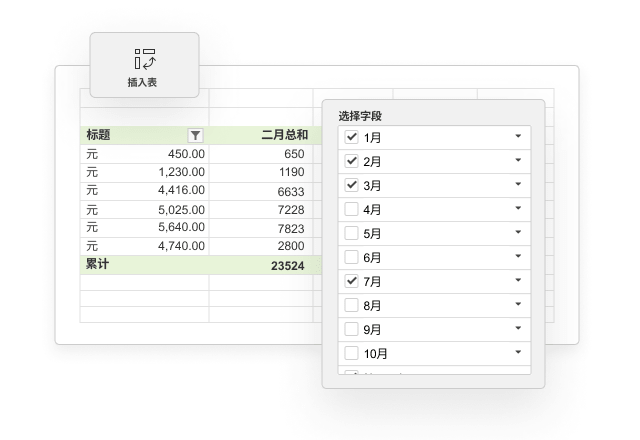 插入表
标题 二月总和
元 450.00 650
元 1,230.00 1190
元 4,416.00 6633
元 5,025.00 7228
元 5,640.00 7823
元 4,740.00 2800
累计 23524
选择字段
1月
2月
3月
4月
5月
6月
7月
8月
9月
10月